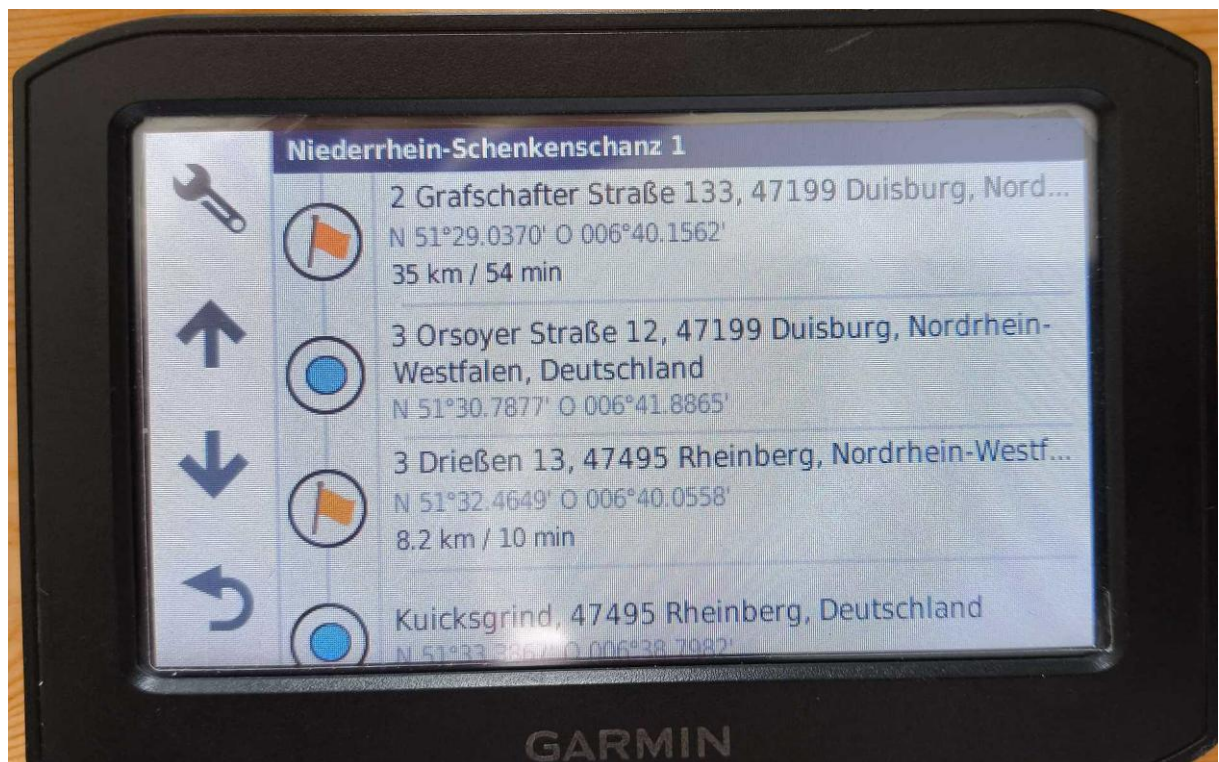 Niederrhein-Schenkenschanz 1
2 Grafschafter Straße 133, 47199 Duisburg, Nord...
N 51°29.0370' O 006°40.1562'
35 km / 54 min
3 Orsoyer Straße 12, 47199 Duisburg, Nordrhein-
Westfalen, Deutschland
N 51°30.7877' O 006°41.8865'
3 Drießen 13, 47495 Rheinberg, Nordrhein-Westf...
N 51°32.4649' O 006°40.0558'
8.2 km / 10 min
Kuicksgrind, 47495 Rheinberg, Deutschland
O 006°38.7982'
GARMIN